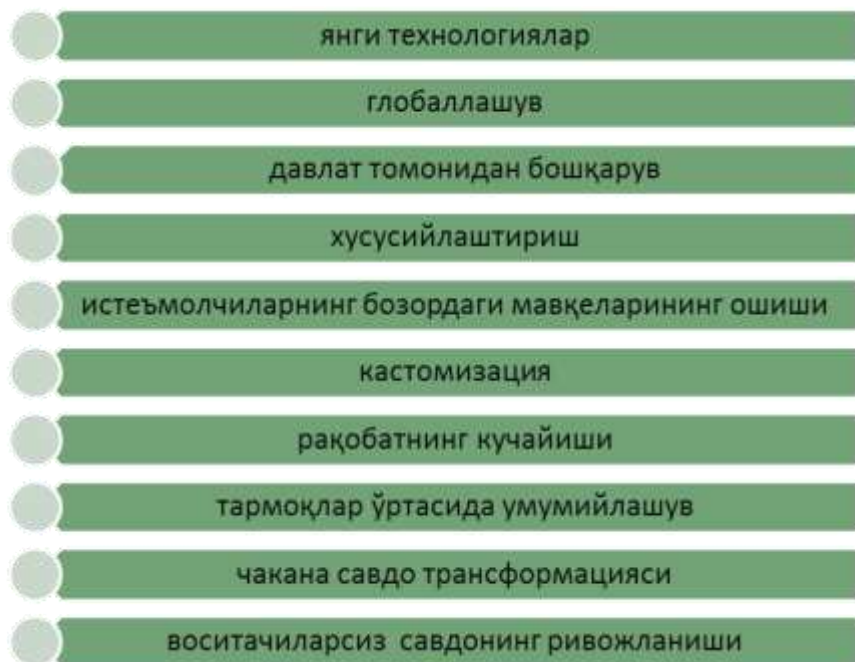 янги технологиялар
глобаллашув
давлат томонидан бошқарув
хусусийлаштириш
истеъмолчиларнинг бозордаги мавқеларининг ошиши
кастомизация
рақобатнинг кучайиши
тармоқлар ўртасида умумийлашув
чакана савдо трансформацияси
воситачиларсиз савдонинг ривожланиши